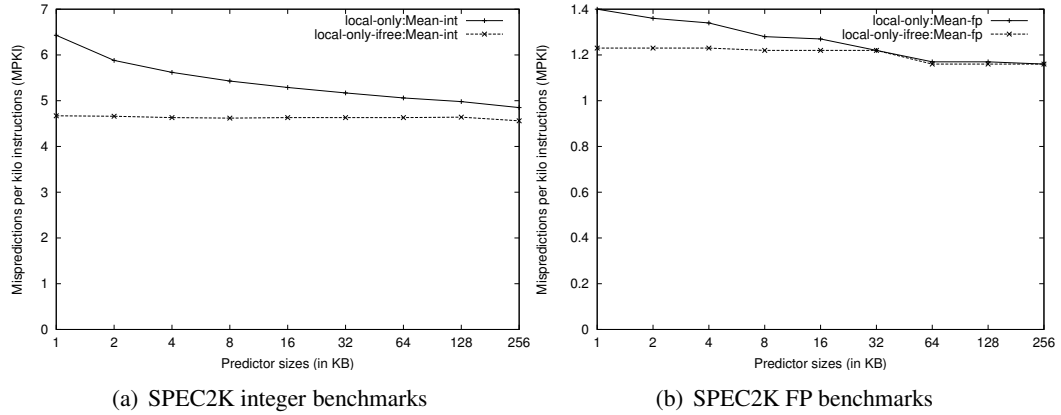 7
6
5
4
3
2
1
0
Mispredictions per kilo instructions (MPKI)
local-only:Mean-int
local-only-ifree:Mean-int
1 2 4 8 16 32 64 128 256
Predictor sizes (in KB)
(a) SPEC2K integer benchmarks
1.4
1.2
1
0.8
0.6
0.4
0.2
0
Mispredictions per kilo instructions (MPKI)
local-only:Mean-fp
local-only-ifree:Mean-fp
1 2 4 8 16 32 64 128 256
Predictor sizes (in KB)
(b) SPEC2K FP benchmarks